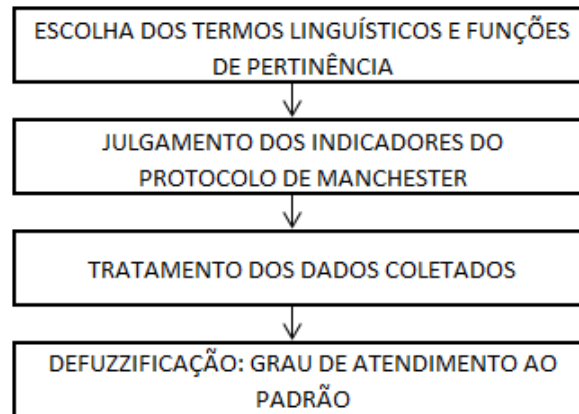 ESCOLHA DOS TERMOS LINGUÍSTICOS E FUNÇÕES
DE PERTINÊNCIA
JULGAMENTO DOS INDICADORES DO
PROTOCOLO DE MANCHESTER
TRATAMENTO DOS DADOS COLETADOS
DEFUZZIFICAÇÃO: GRAU DE ATENDIMENTO AO
PADRÃO